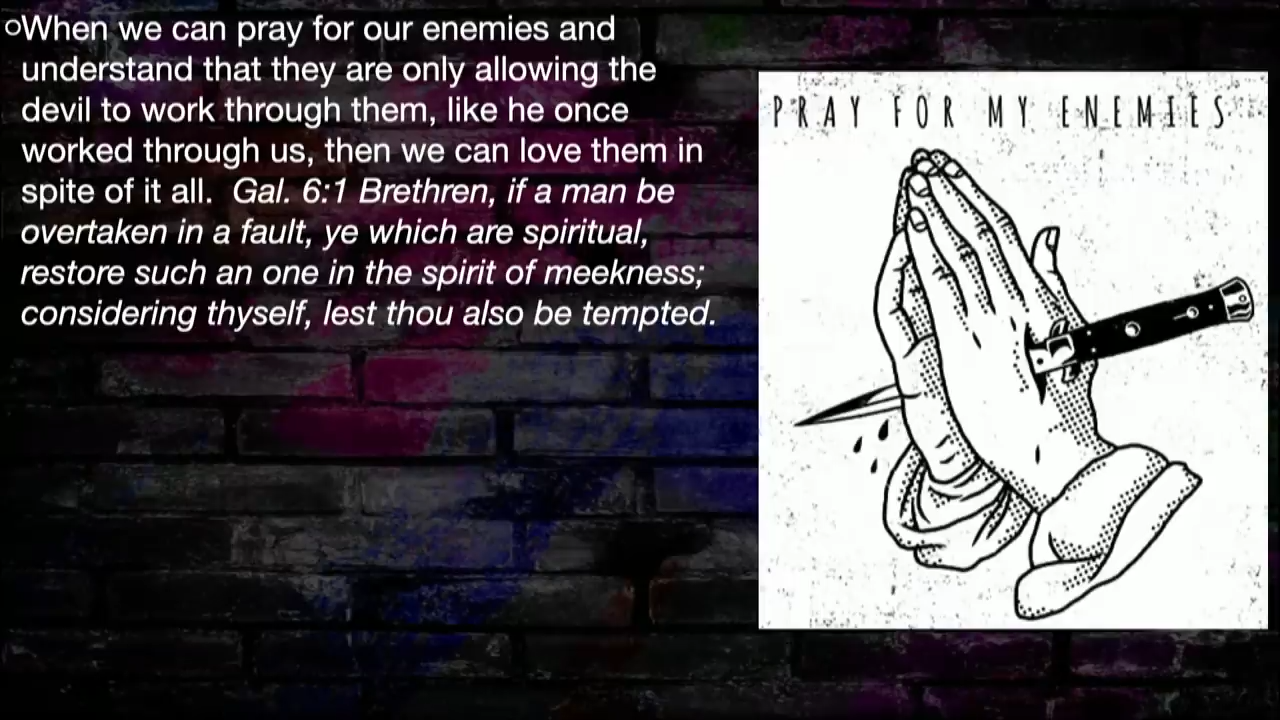 When we can pray for our enemies and
understand that they are only allowing the
devil to work through them, like he once
worked through us, then we can love them in
spite of it all.  Gal. 6:1 Brethren, if a man be
overtaken in a fault, ye which are spiritual,
restore such an one in the spirit of meekness;
considering thyself, lest thou also be tempted.
PRAY FOR MY ENEMIES